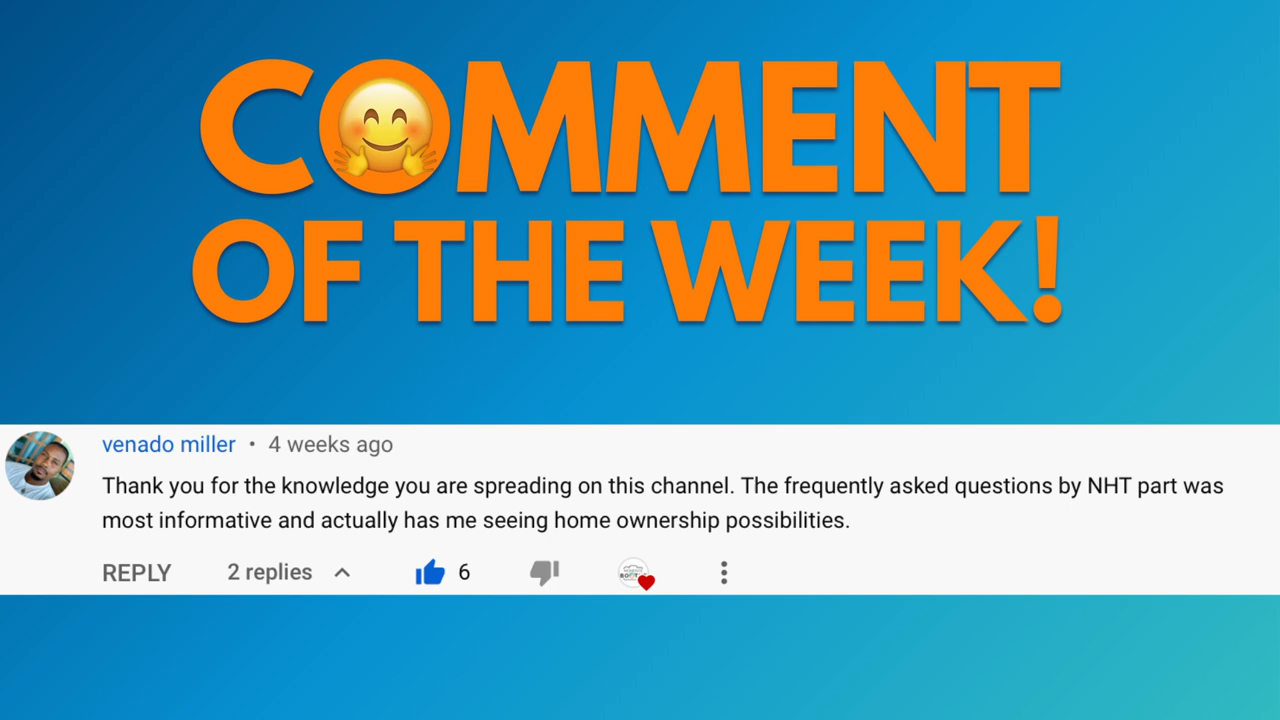 COMMENT
OF THE WEEK!
venado miller • 4 weeks ago
Thank you for the knowledge you are spreading on this channel. The frequently asked questions by NHT part was
most informative and actually has me seeing home ownership possibilities.
REPLY 2 replies 6